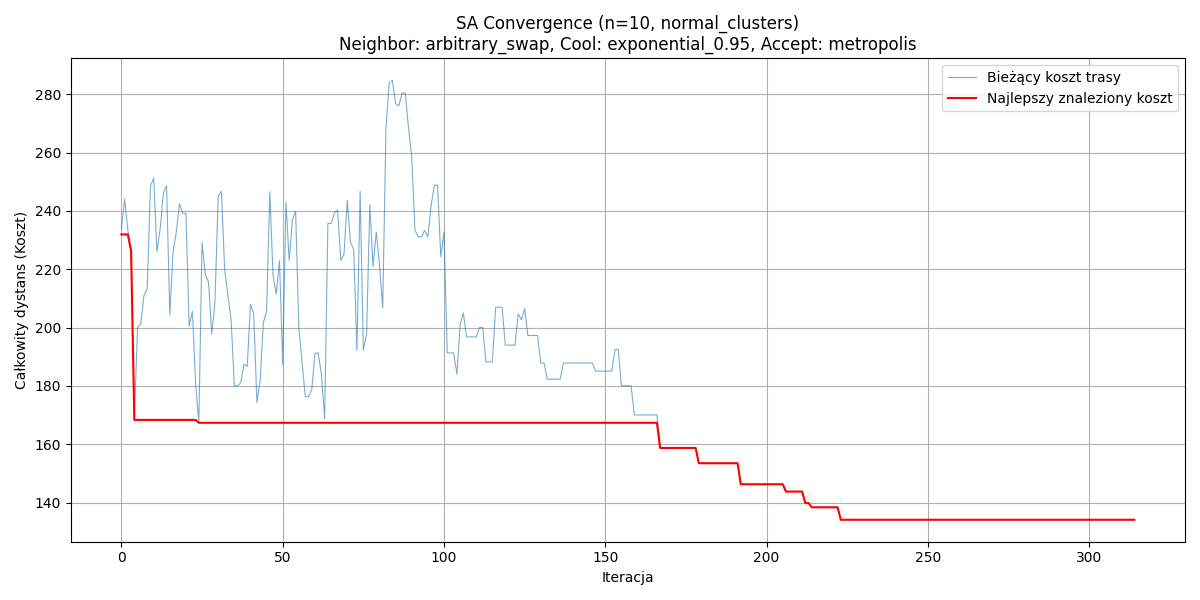 SA Convergence (n=10, normal_clusters)
Neighbor: arbitrary_swap, Cool: exponential_0.95, Accept: metropolis
Bieżący koszt trasy
Najlepszy znaleziony koszt
Całkowity dystans (Koszt)
280
260
240
220
200
180
160
140
0
50
100
150
200
250
300
Iteracja